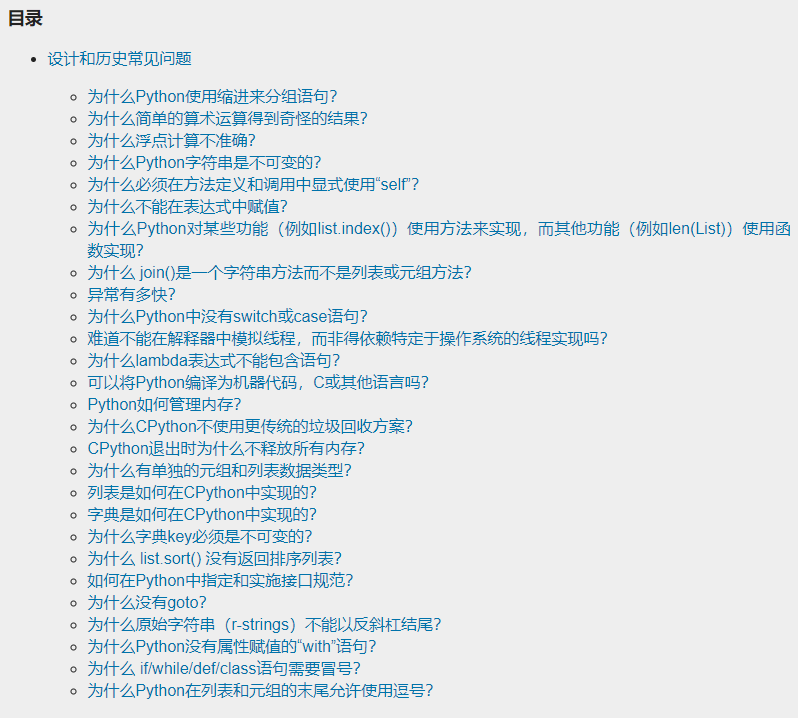 目录
设计和历史常见问题
为什么Python使用缩进来分组语句？
为什么简单的算术运算得到奇怪的结果？
为什么浮点计算不准确？
为什么Python字符串是不可变的？
为什么必须在方法定义和调用中显式使用“self”？
为什么不能在表达式中赋值？
为什么Python对某些功能（例如list.index()）使用方法来实现，而其他功能（例如len(List)）使用函
数实现？
为什么 join()是一个字符串方法而不是列表或元组方法？
异常有多快？
为什么Python中没有switch或case语句？
难道不能在解释器中模拟线程，而非得依赖特定于操作系统的线程实现吗？
为什么lambda表达式不能包含语句？
可以将Python编译为机器代码，C或其他语言吗？
Python如何管理内存？
为什么CPython不使用更传统的垃圾回收方案？
CPython退出时为什么不释放所有内存？
为什么有单独的元组和列表数据类型？
列表是如何在CPython中实现的？
字典是如何在CPython中实现的？
为什么字典key必须是不可变的？
为什么 list.sort() 没有返回排序列表？
如何在Python中指定和实施接口规范？
为什么没有goto？
为什么原始字符串（r-strings）不能以反斜杠结尾？
为什么Python没有属性赋值的“with”语句？
为什么 if/while/def/class语句需要冒号？
为什么Python在列表和元组的末尾允许使用逗号？